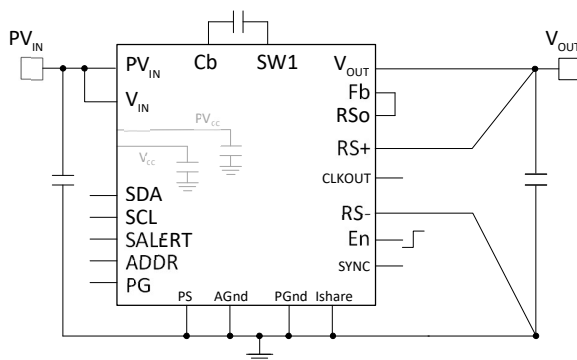 PVIN
VOUT
PVIN
Cb
SW1
VOUT
VIN
Fb
RSo
PVcc
RS+
Vcc
CLKOUT
SDA
RS-
SCL
SALERT
En
ADDR
SYNC
PG
PS
AGnd
PGnd
Ishare